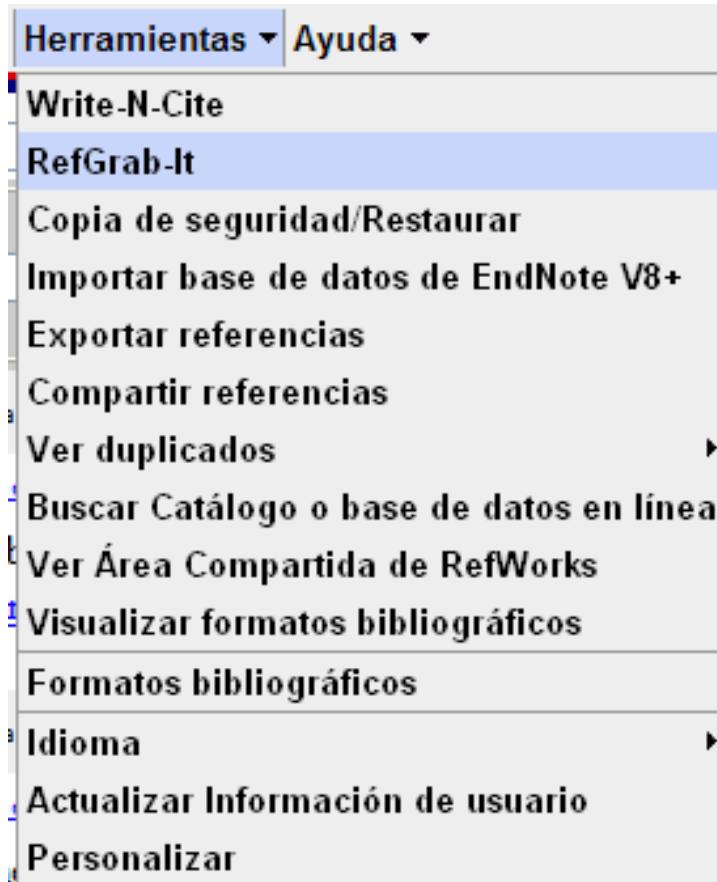 Herramientas Ayuda
Write-N-Cite
RefGrab-It
Copia de seguridad/Restaurar
Importar base de datos de EndNote V8+
Exportar referencias
Compartir referencias
Ver duplicados
Buscar Catálogo o base de datos en línea
Ver Área Compartida de RefWorks
Visualizar formatos bibliográficos
Formatos bibliográficos
Idioma
Actualizar Información de usuario
Personalizar